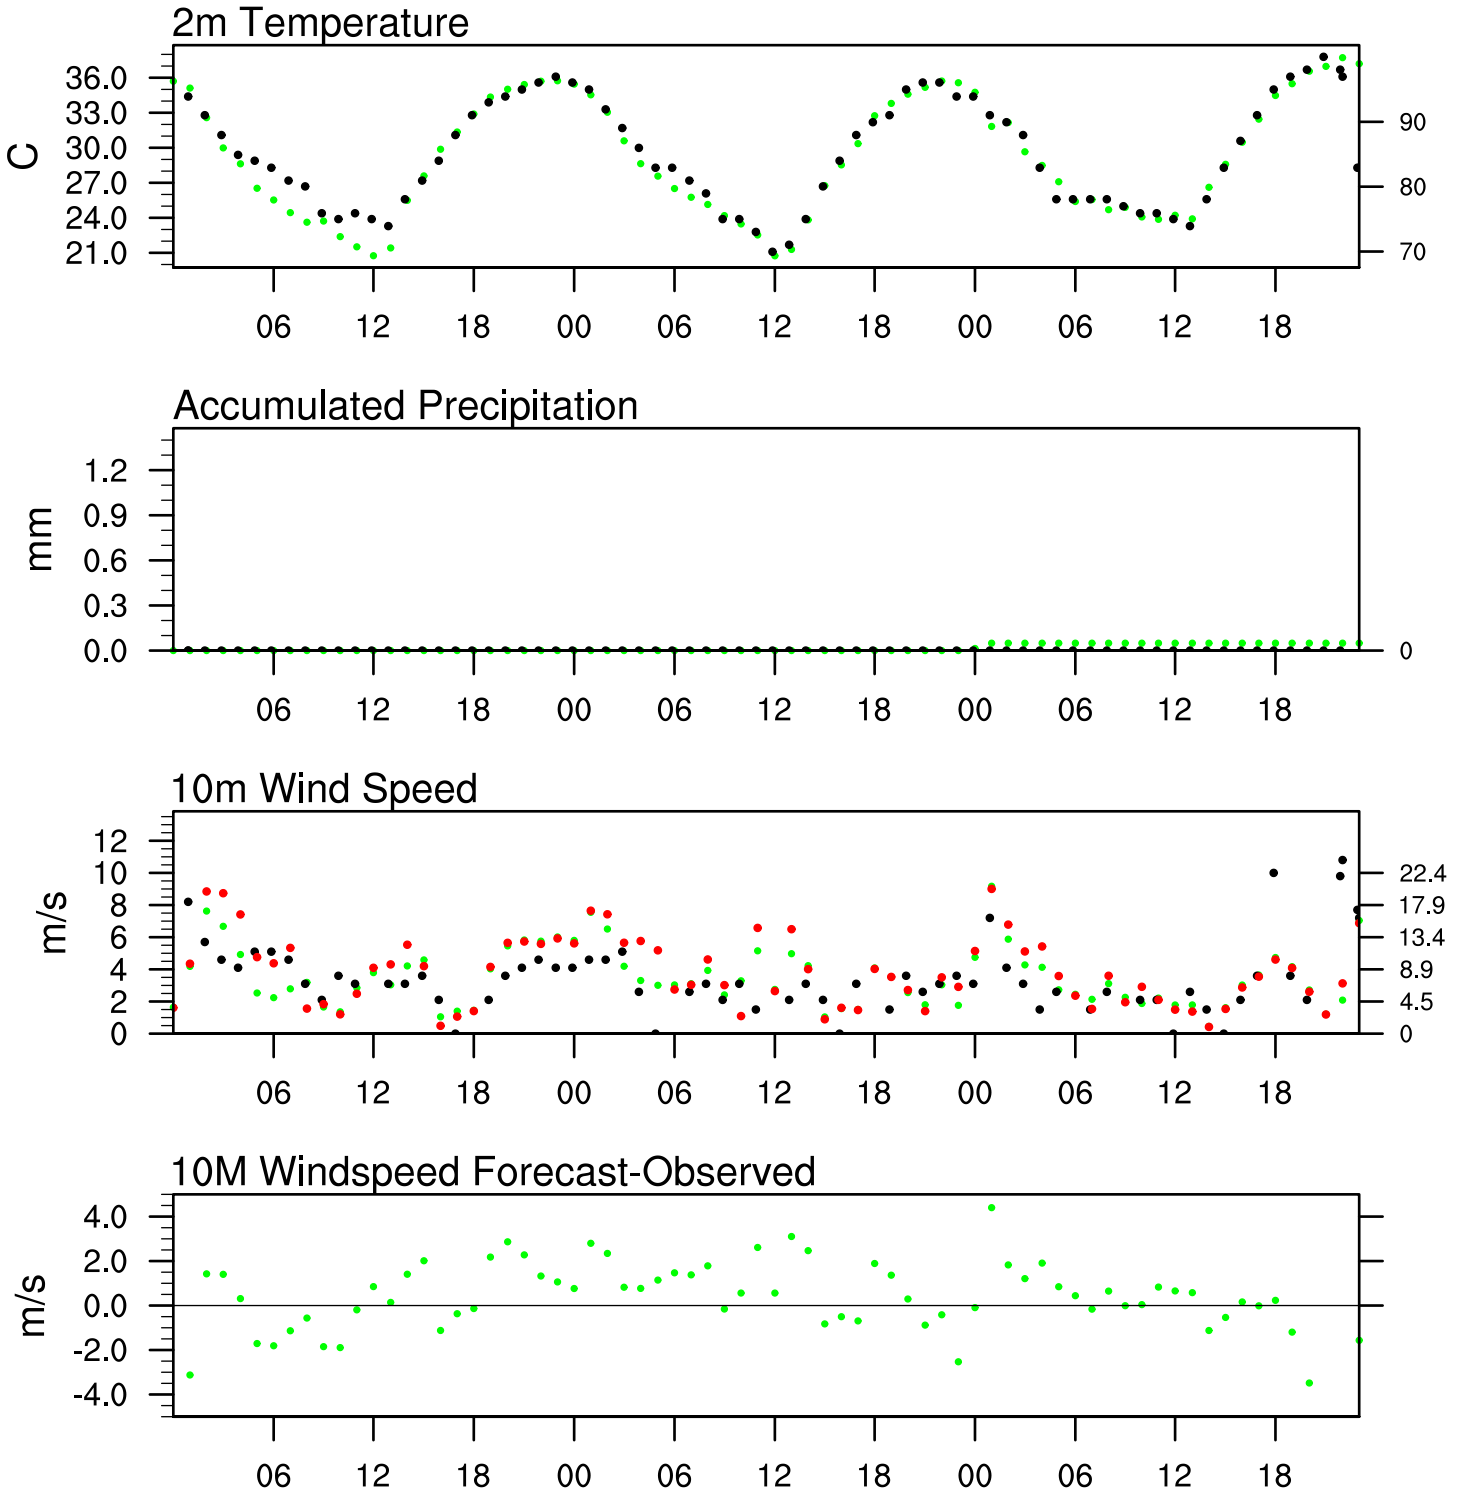 2m Temperature
C
36.0
33.0
30.0
27.0
24.0
21.0
90
80
70
06 12 18 00 06 12 18 00 06 12 18
Accumulated Precipitation
mm
1.2
0.9
0.6
0.3
0.0
0
06 12 18 00 06 12 18 00 06 12 18
10m Wind Speed
m/s
12
10
8
6
4
2
0
22.4
17.9
13.4
8.9
4.5
0
06 12 18 00 06 12 18 00 06 12 18
10M Windspeed Forecast-Observed
m/s
4.0
2.0
0.0
-2.0
-4.0
06 12 18 00 06 12 18 00 06 12 18